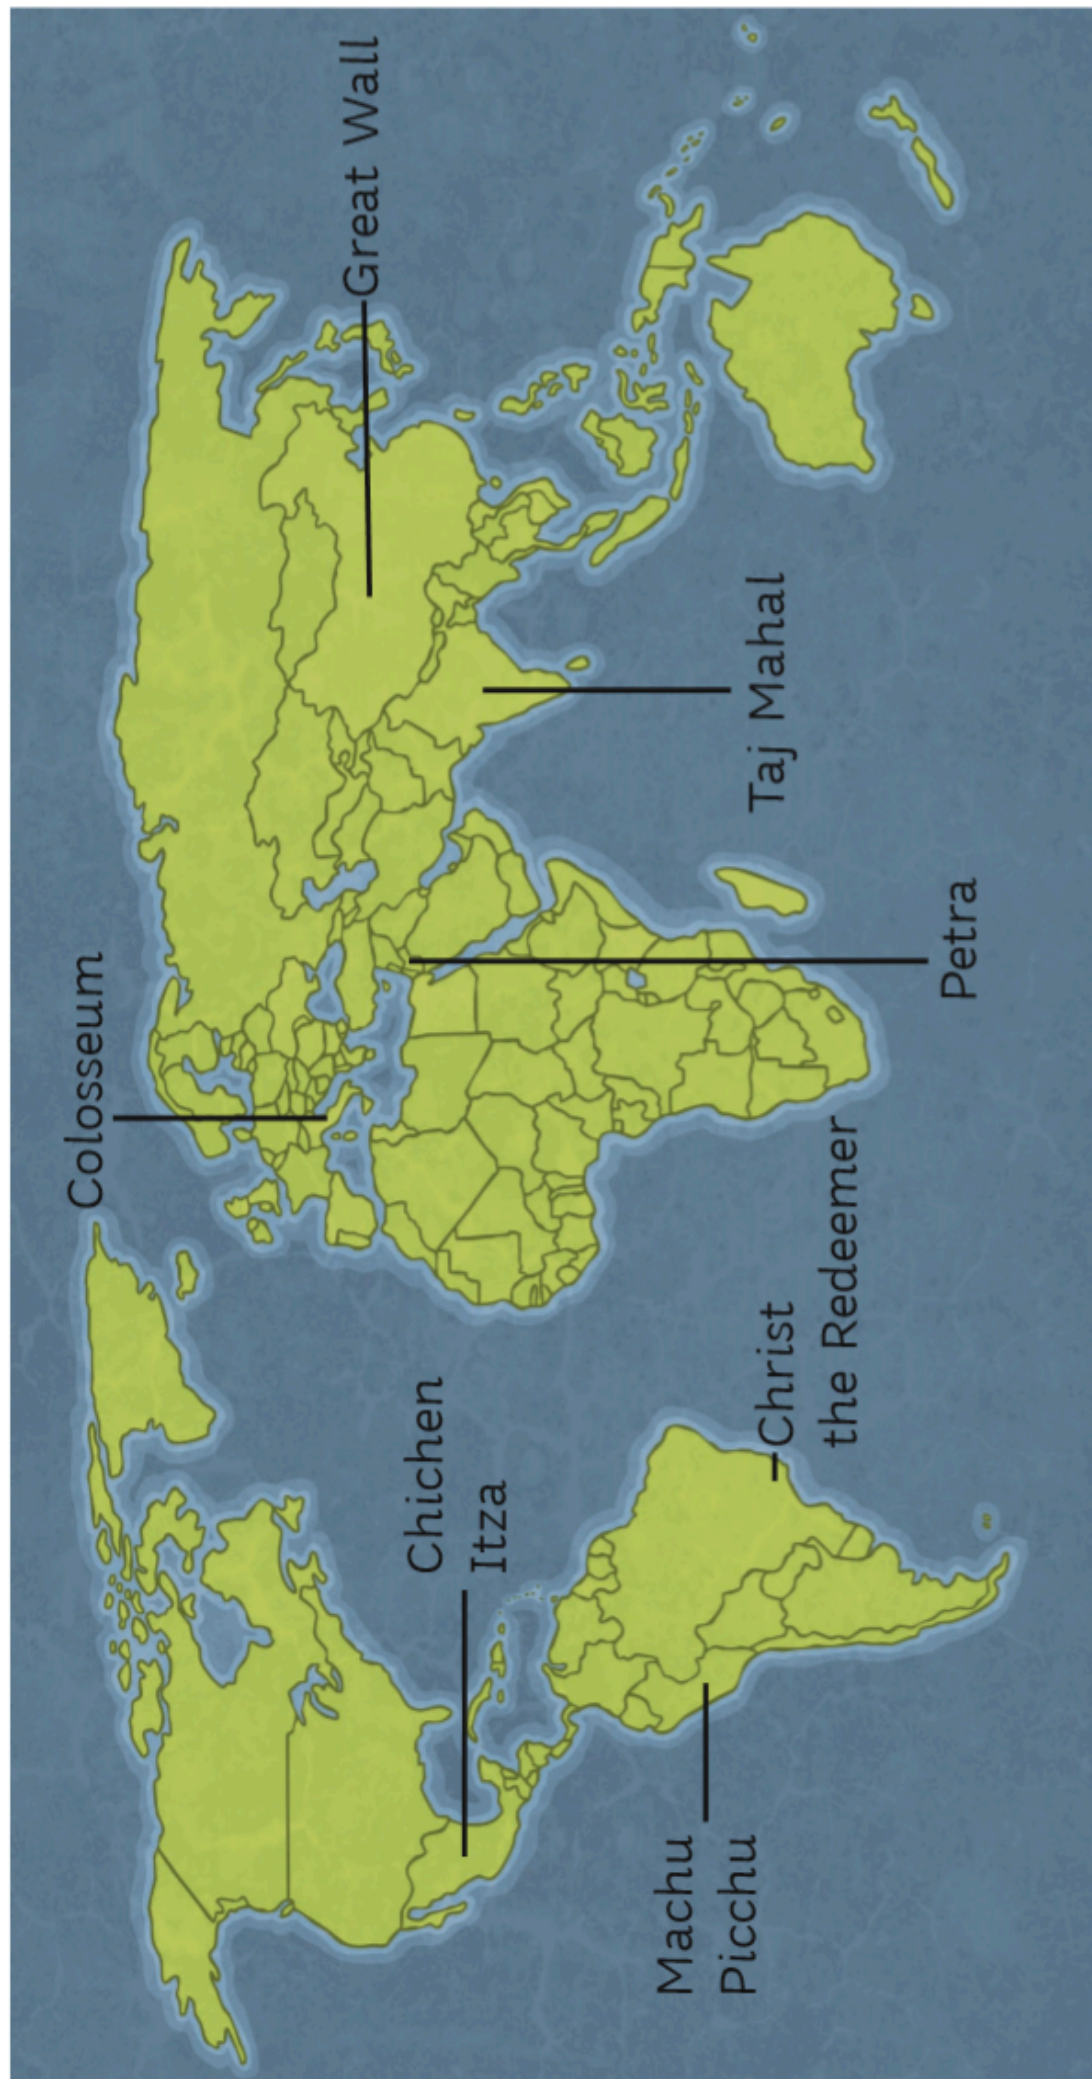 Colosseum
Great Wall
Chichen
Itza
Taj Mahal
Machu
Picchu
Christ
the Redeemer
Petra